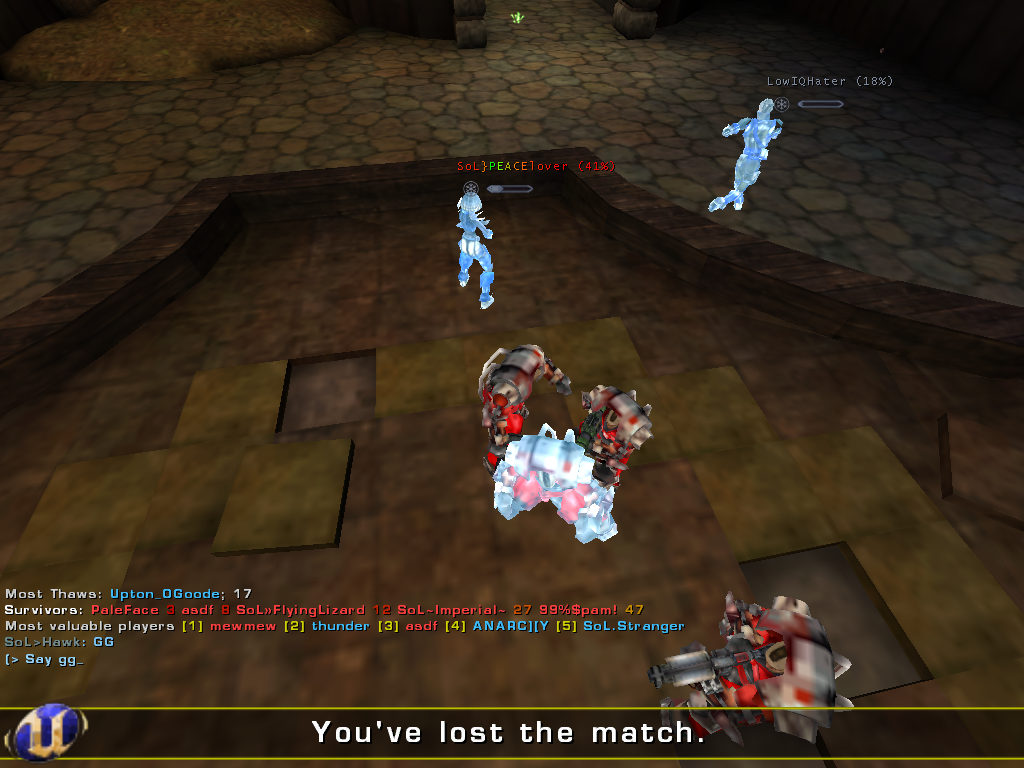 LowIQHater (18%)
SoL}PEACElover (41%)
Most Thaws: Upton_OGoode; 17
Survivors: PaleFace 3 asdf 8 SoL»FlyingLizard 12 SoL~Imperial~ 27 99%$pam! 47
Most valuable players [1] mewmew [2] thunder [3] asdf [4] ANARC][Y [5] SoL.Stranger
SoL>Hawk: GG
(> Say gg_
You've lost the match.